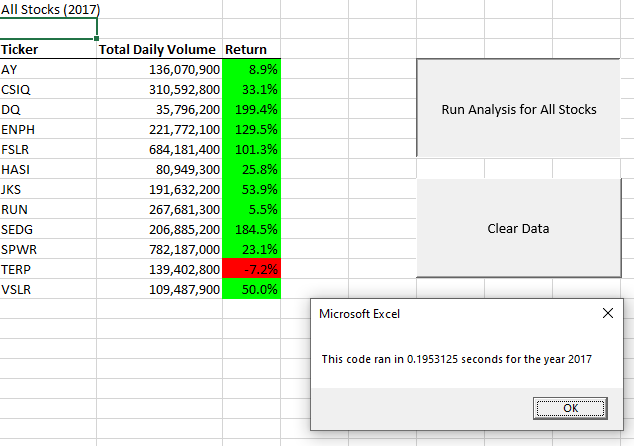 All Stocks (2017)
Ticker Total Daily Volume Return
AY 136,070,900 8.9%
CSIQ 310,592,800 33.1%
DQ 35,796,200 199.4%
ENPH 221,772,100 129.5%
FSLR 684,181,400 101.3%
HASI 80,949,300 25.8%
JKS 191,632,200 53.9%
RUN 267,681,300 5.5%
SEDG 206,885,200 184.5%
SPWR 782,187,000 23.1%
TERP 139,402,800 -7.2%
VSLR 109,487,900 50.0%
Run Analysis for All Stocks
Clear Data
Microsoft Excel
This code ran in 0.1953125 seconds for the year 2017
OK